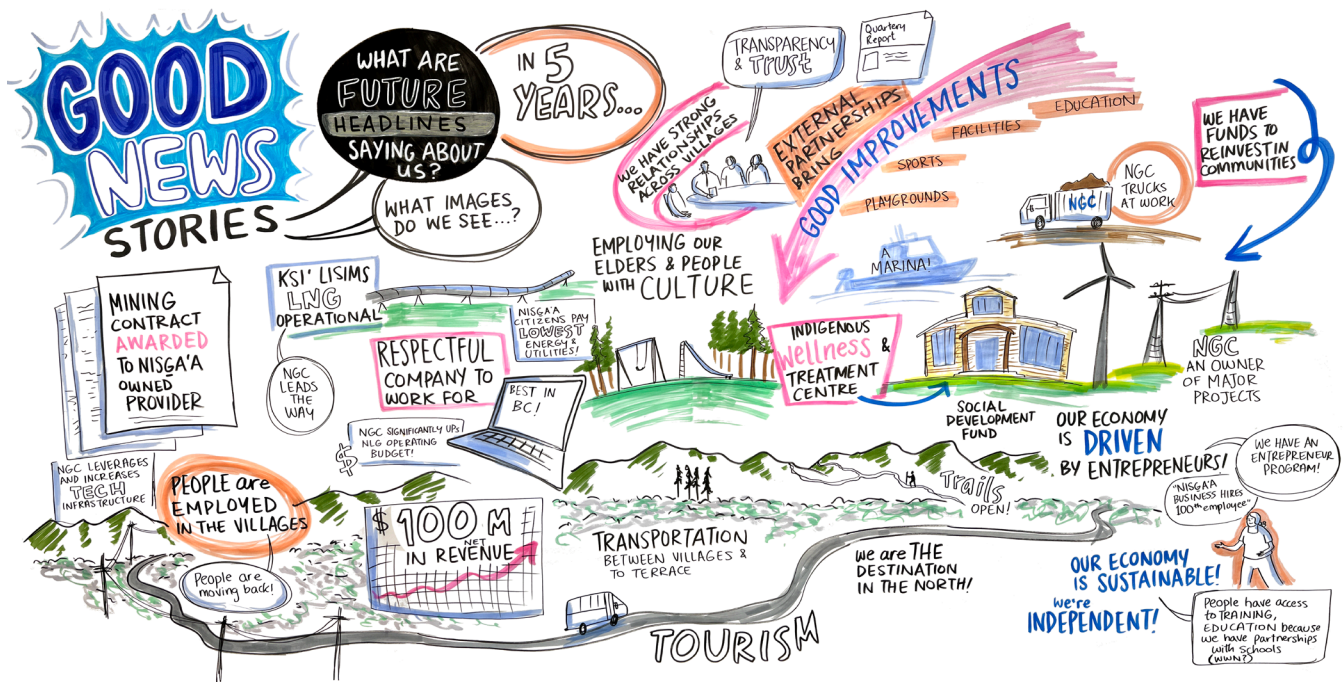 GOOD
NEWS
STORIES
WHAT ARE
FUTURE
HEADLINES
SAYING ABOUT
US?
IN 5
YEARS...
WHAT IMAGES
DO WE SEE...?
TRANSPARENCY
& Trust
Quartery
Report
WE HAVE STRONG
RELATIONSHIPS
ACROSS VILLAGES
EXTERNAL
PARTNERSHIPS
BRING
GOOD IMPROVEMENTS
EDUCATION
FACILITIES
SPORTS
PLAYGROUNDS
A
MARINA!
NGC
NGC
TRUCKS
AT WORK
WE HAVE
FUNDS TO
REINVEST IN
COMMUNITIES
MINING
CONTRACT
AWARDED
TO NISGA'A
OWNED
PROVIDER
KSI' LISIMS
LNG
OPERATIONAL
NGC
LEADS
THE
WAY
NISGA'A
CITIZENS PAY
LOWEST
ENERGY &
UTILITIES!
EMPLOYING OUR
ELDERS & PEOPLE
WITH CULTURE
RESPECTFUL
COMPANY TO
WORK FOR
BEST IN
BC!
NGC SIGNIFICANTLY UPs
NLG OPERATING
BUDGET!
$
INDIGENOUS
wellness &
TREATMENT
CENTRE
SOCIAL
DEVELOPMENT
FUND
NGC
AN OWNER
OF MAJOR
PROJECTS
OUR ECONOMY
IS DRIVEN
BY ENTREPRENEURS!
WE HAVE AN
ENTREPRENEUR
PROGRAM!
"NISGA'A
BUSINESS HIRES
100th employee"
NGC LEVERAGES
AND INCREASES
TECH
INFRASTRUCTURE
PEOPLE are
EMPLOYED
IN THE VILLAGES
People are
moving back!
$100M
NET
IN REVENUE
TRANSPORTATION
BETWEEN VILLAGES &
TO TERRACE
Trails
OPEN!
we are THE
DESTINATION
IN THE NORTH!
TOURISM
OUR ECONOMY
IS SUSTAINABLE!
we're
INDEPENDENT!
People have access
to TRAINING,
EDUCATION because
we have partnerships
with schools
(WWN?)